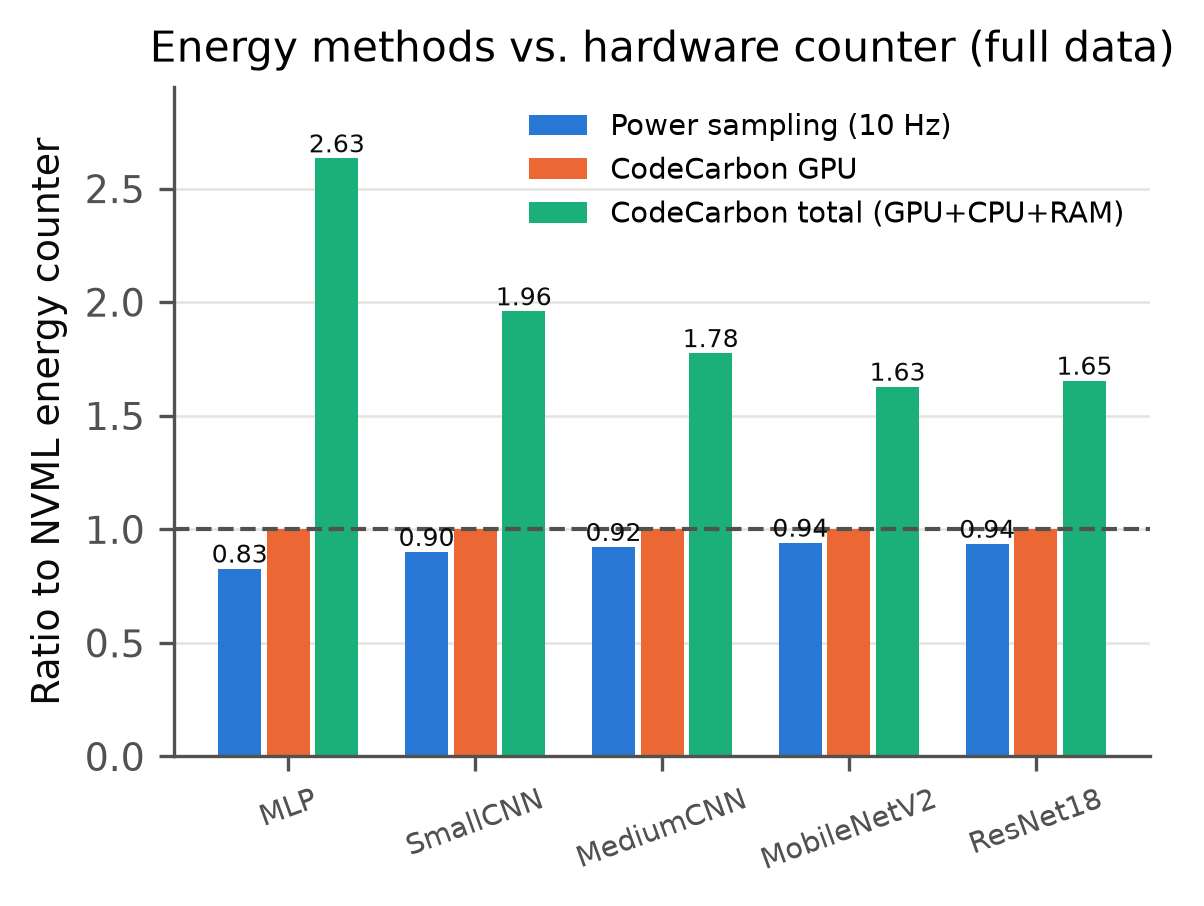 Energy methods vs. hardware counter (full data)
Power sampling (10 Hz)
CodeCarbon GPU
CodeCarbon total (GPU+CPU+RAM)
Ratio to NVML energy counter
2.5
2.0
1.5
1.0
0.5
0.0
0.83
2.63
0.90
1.96
0.92
1.78
0.94
1.63
0.94
1.65
MLP
SmallCNN
MediumCNN
MobileNetV2
ResNet18